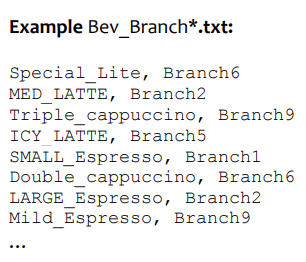 Example Bev_Branch*.txt:
Special_Lite, Branch6
MED_LATTE, Branch2
Triple_cappuccino, Branch9
ICY_LATTE, Branch5
SMALL_Espresso, Branch1
Double_cappuccino, Branch6
LARGE_Espresso, Branch2
Mild_Espresso, Branch9
...